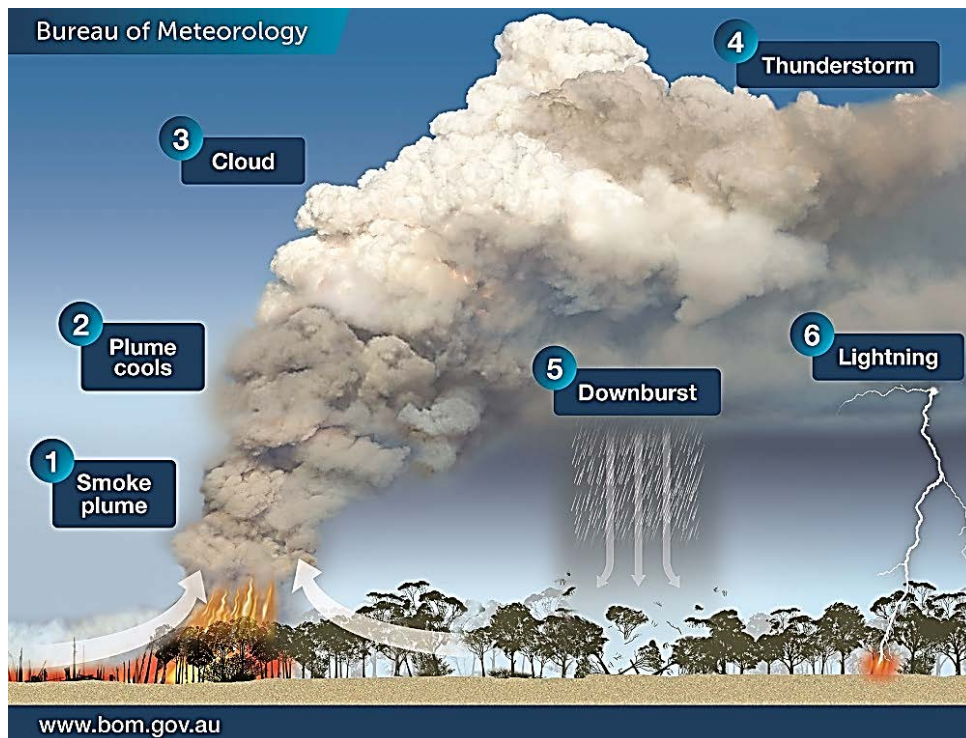 Bureau of Meteorology
4
Thunderstorm
3
Cloud
2
Plume
cools
5
Downburst
6
Lightning
1
Smoke
plume
www.bom.gov.au